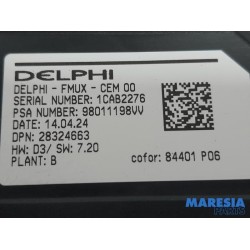 DELPHI
DELPHI - FMUX - CEM 00
SERIAL NUMBER: 1CAB2276
PSA NUMBER: 98011198VV
DATE: 14.04.24
DPN: 28324663
HW: D3/ SW: 7.20
PLANT: B
cofor: 84401 P06
MARESIA
PARTS